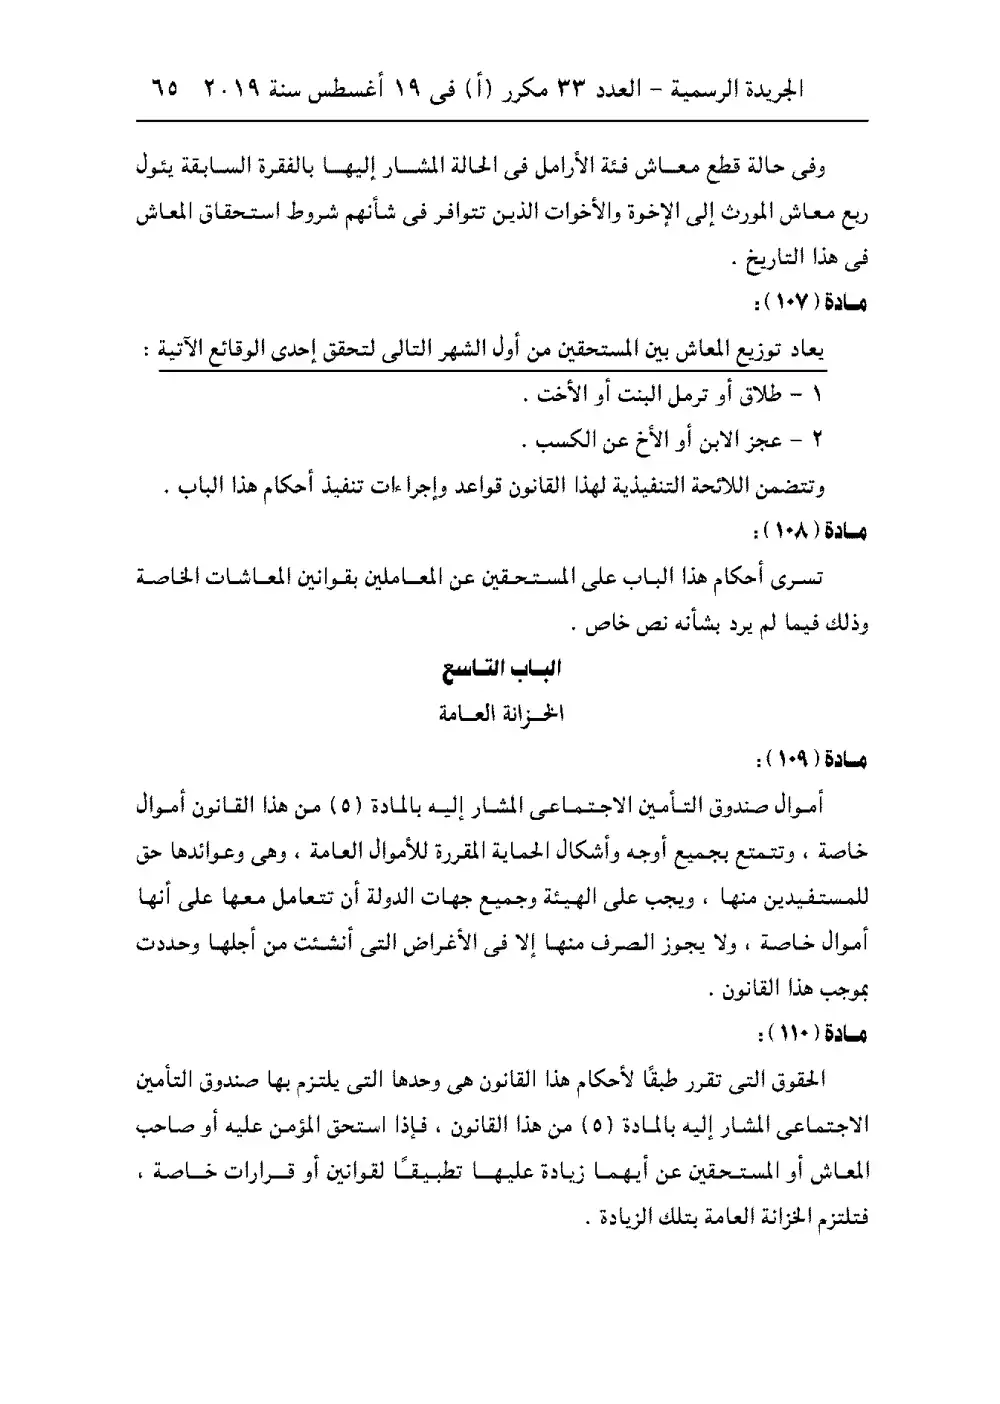 الجريدة الرسمية – العدد ٣٣ مكرر (أ) فى ١٩ أغسطس سنة ٢٠١٩ ٦٥
وفى حالة قطع معاش فئة الأرامل فى الحالة المشار إليها بالفقرة السابقة يئول
ربع معاش المورث إلى الإخوة والأخوات الذين تتوافر فى شأنهم شروط استحقاق المعاش
فى هذا التاريخ .
مادة (١٠٧) :
يعاد توزيع المعاش بين المستحقين من أول الشهر التالى لتحقق إحدى الوقائع الآتية :
١ – طلاق أو ترمل البنت أو الأخت .
٢ – عجز الابن أو الأخ عن الكسب .
وتتضمن اللائحة التنفيذية لهذا القانون قواعد وإجراءات تنفيذ أحكام هذا الباب .
مادة (١٠٨) :
تسرى أحكام هذا الباب على المستحقين عن المعاملين بقوانين المعاشات الخاصة
وذلك فيما لم يرد بشأنه نص خاص .
الباب التاسع
الخزانة العامة
مادة (١٠٩) :
أموال صندوق التأمين الاجتماعى المشار إليه بالمادة (٥) من هذا القانون أموال
خاصة ، وتتمتع بجميع أوجه وأشكال الحماية المقررة للأموال العامة ، وهى وعوائدها حق
للمستفيدين منها ، ويجب على الهيئة وجميع جهات الدولة أن تتعامل معها على أنها
أموال خاصة ، ولا يجوز الصرف منها إلا فى الأغراض التى أنشئت من أجلها وحددت
بموجب هذا القانون .
مادة (١١٠) :
الحقوق التى تقرر طبقًا لأحكام هذا القانون هى وحدها التى يلتزم بها صندوق التأمين
الاجتماعى المشار إليه بالمادة (٥) من هذا القانون ، فإذا استحق المؤمن عليه أو صاحب
المعاش أو المستحقين عن أيهما زيادة عليها تطبيقًا لقوانين أو قرارات خاصة ،
فتلتزم الخزانة العامة بتلك الزيادة .